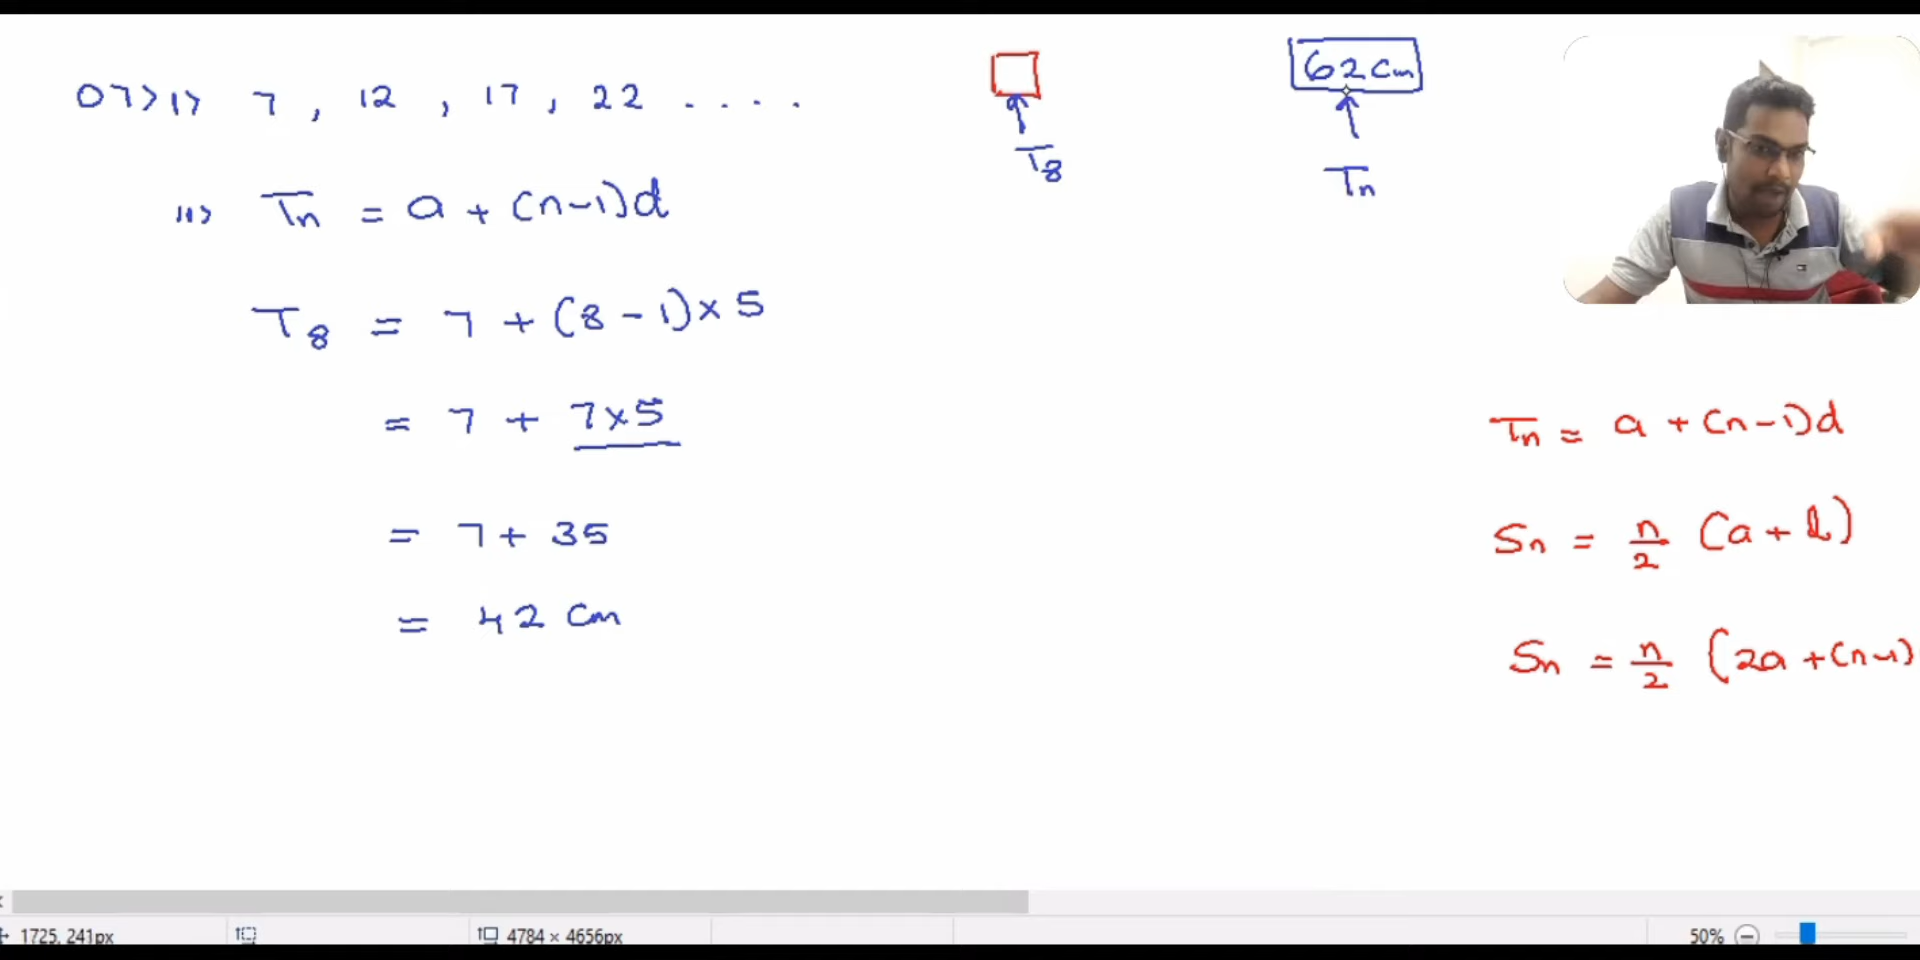 07>i> 7, 12, 17, 22 ....
62 cm
T8
Tn
ii> Tn = a + (n-1)d
T8 = 7 + (8-1)×5
= 7 + 7×5
= 7 + 35
= 42 cm
Tn = a + (n-1)d
Sn = n/2 (a + l)
Sn = n/2 (2a + (n-1)
1725, 241px
4784 × 4656px
50%